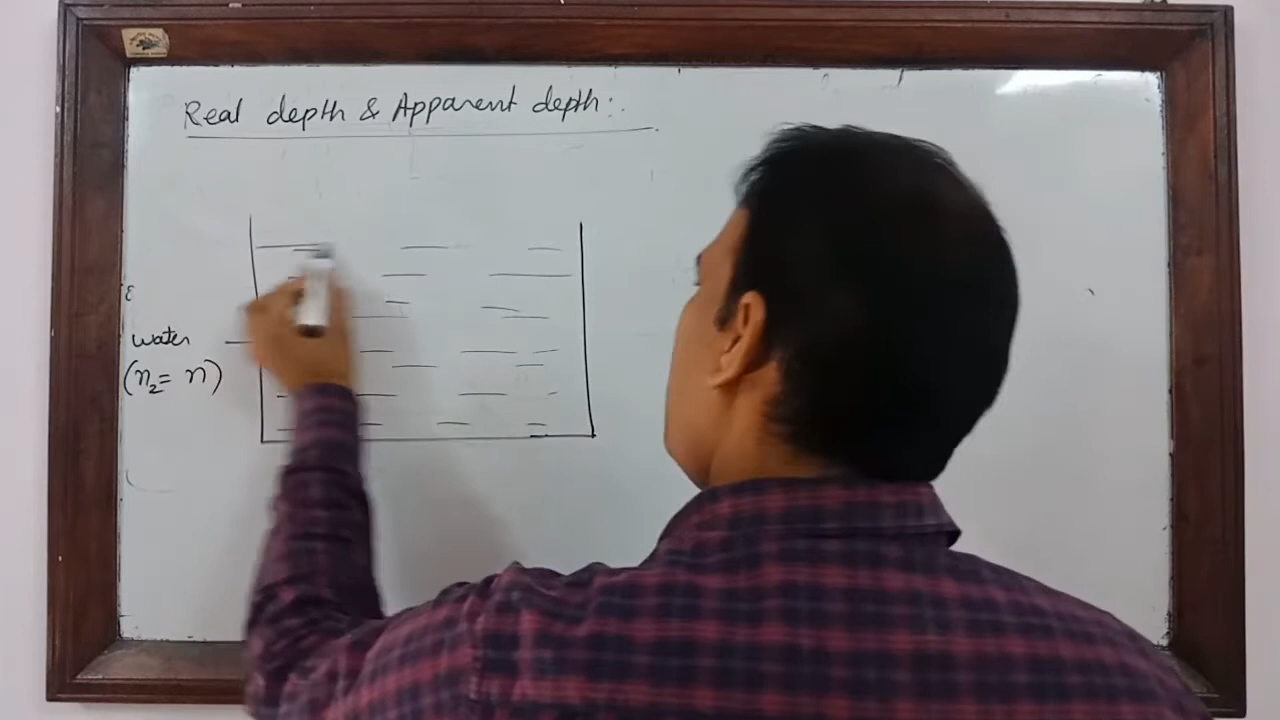 Real depth & Apparent depth:.
water
(n₂= n)